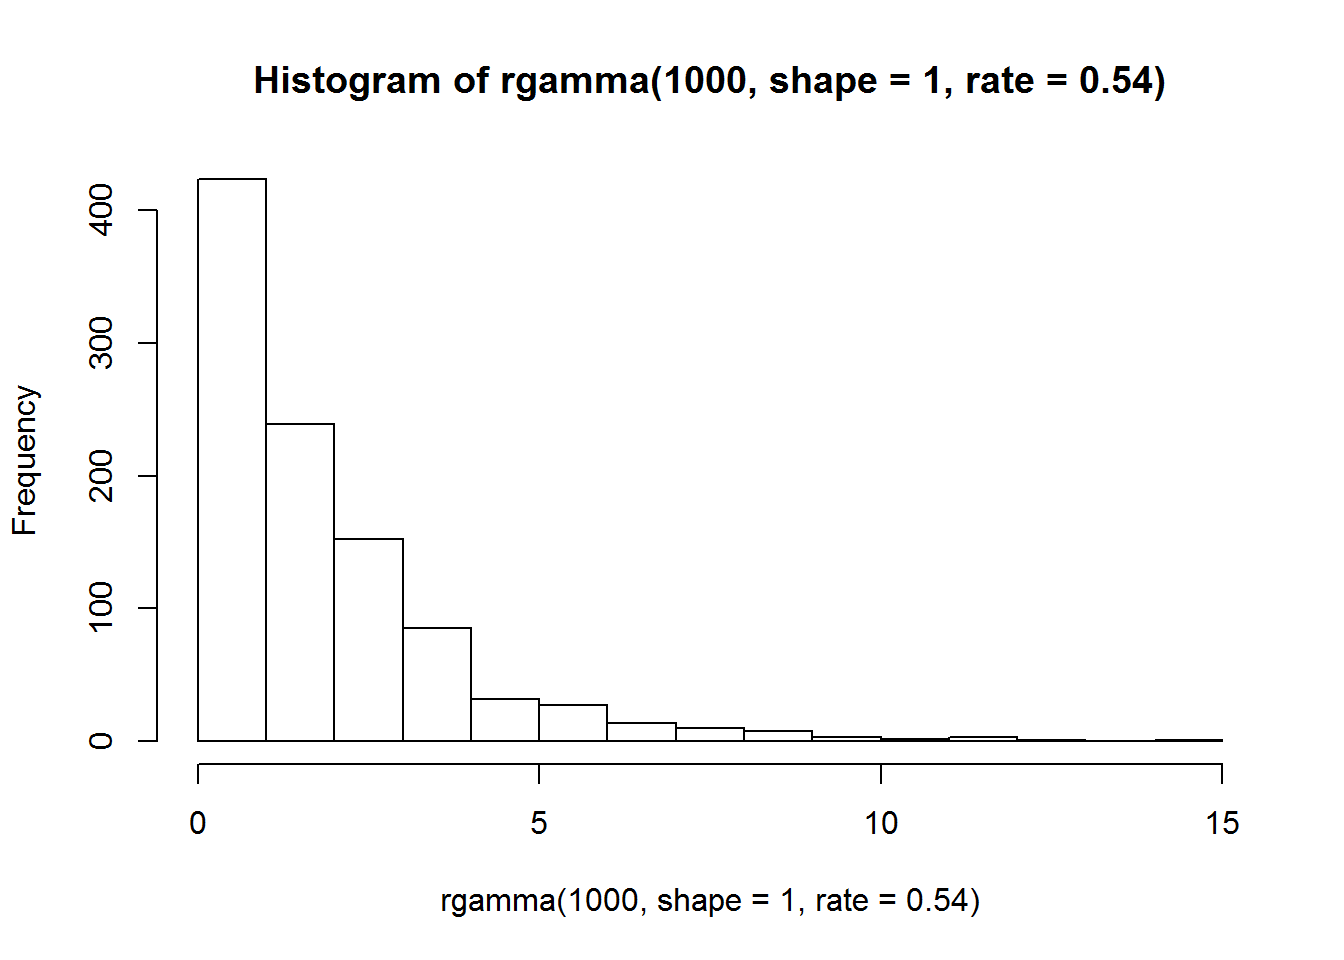 Histogram of rgamma(1000, shape = 1, rate = 0.54)
Frequency
400
300
200
100
0
0 5 10 15
rgamma(1000, shape = 1, rate = 0.54)